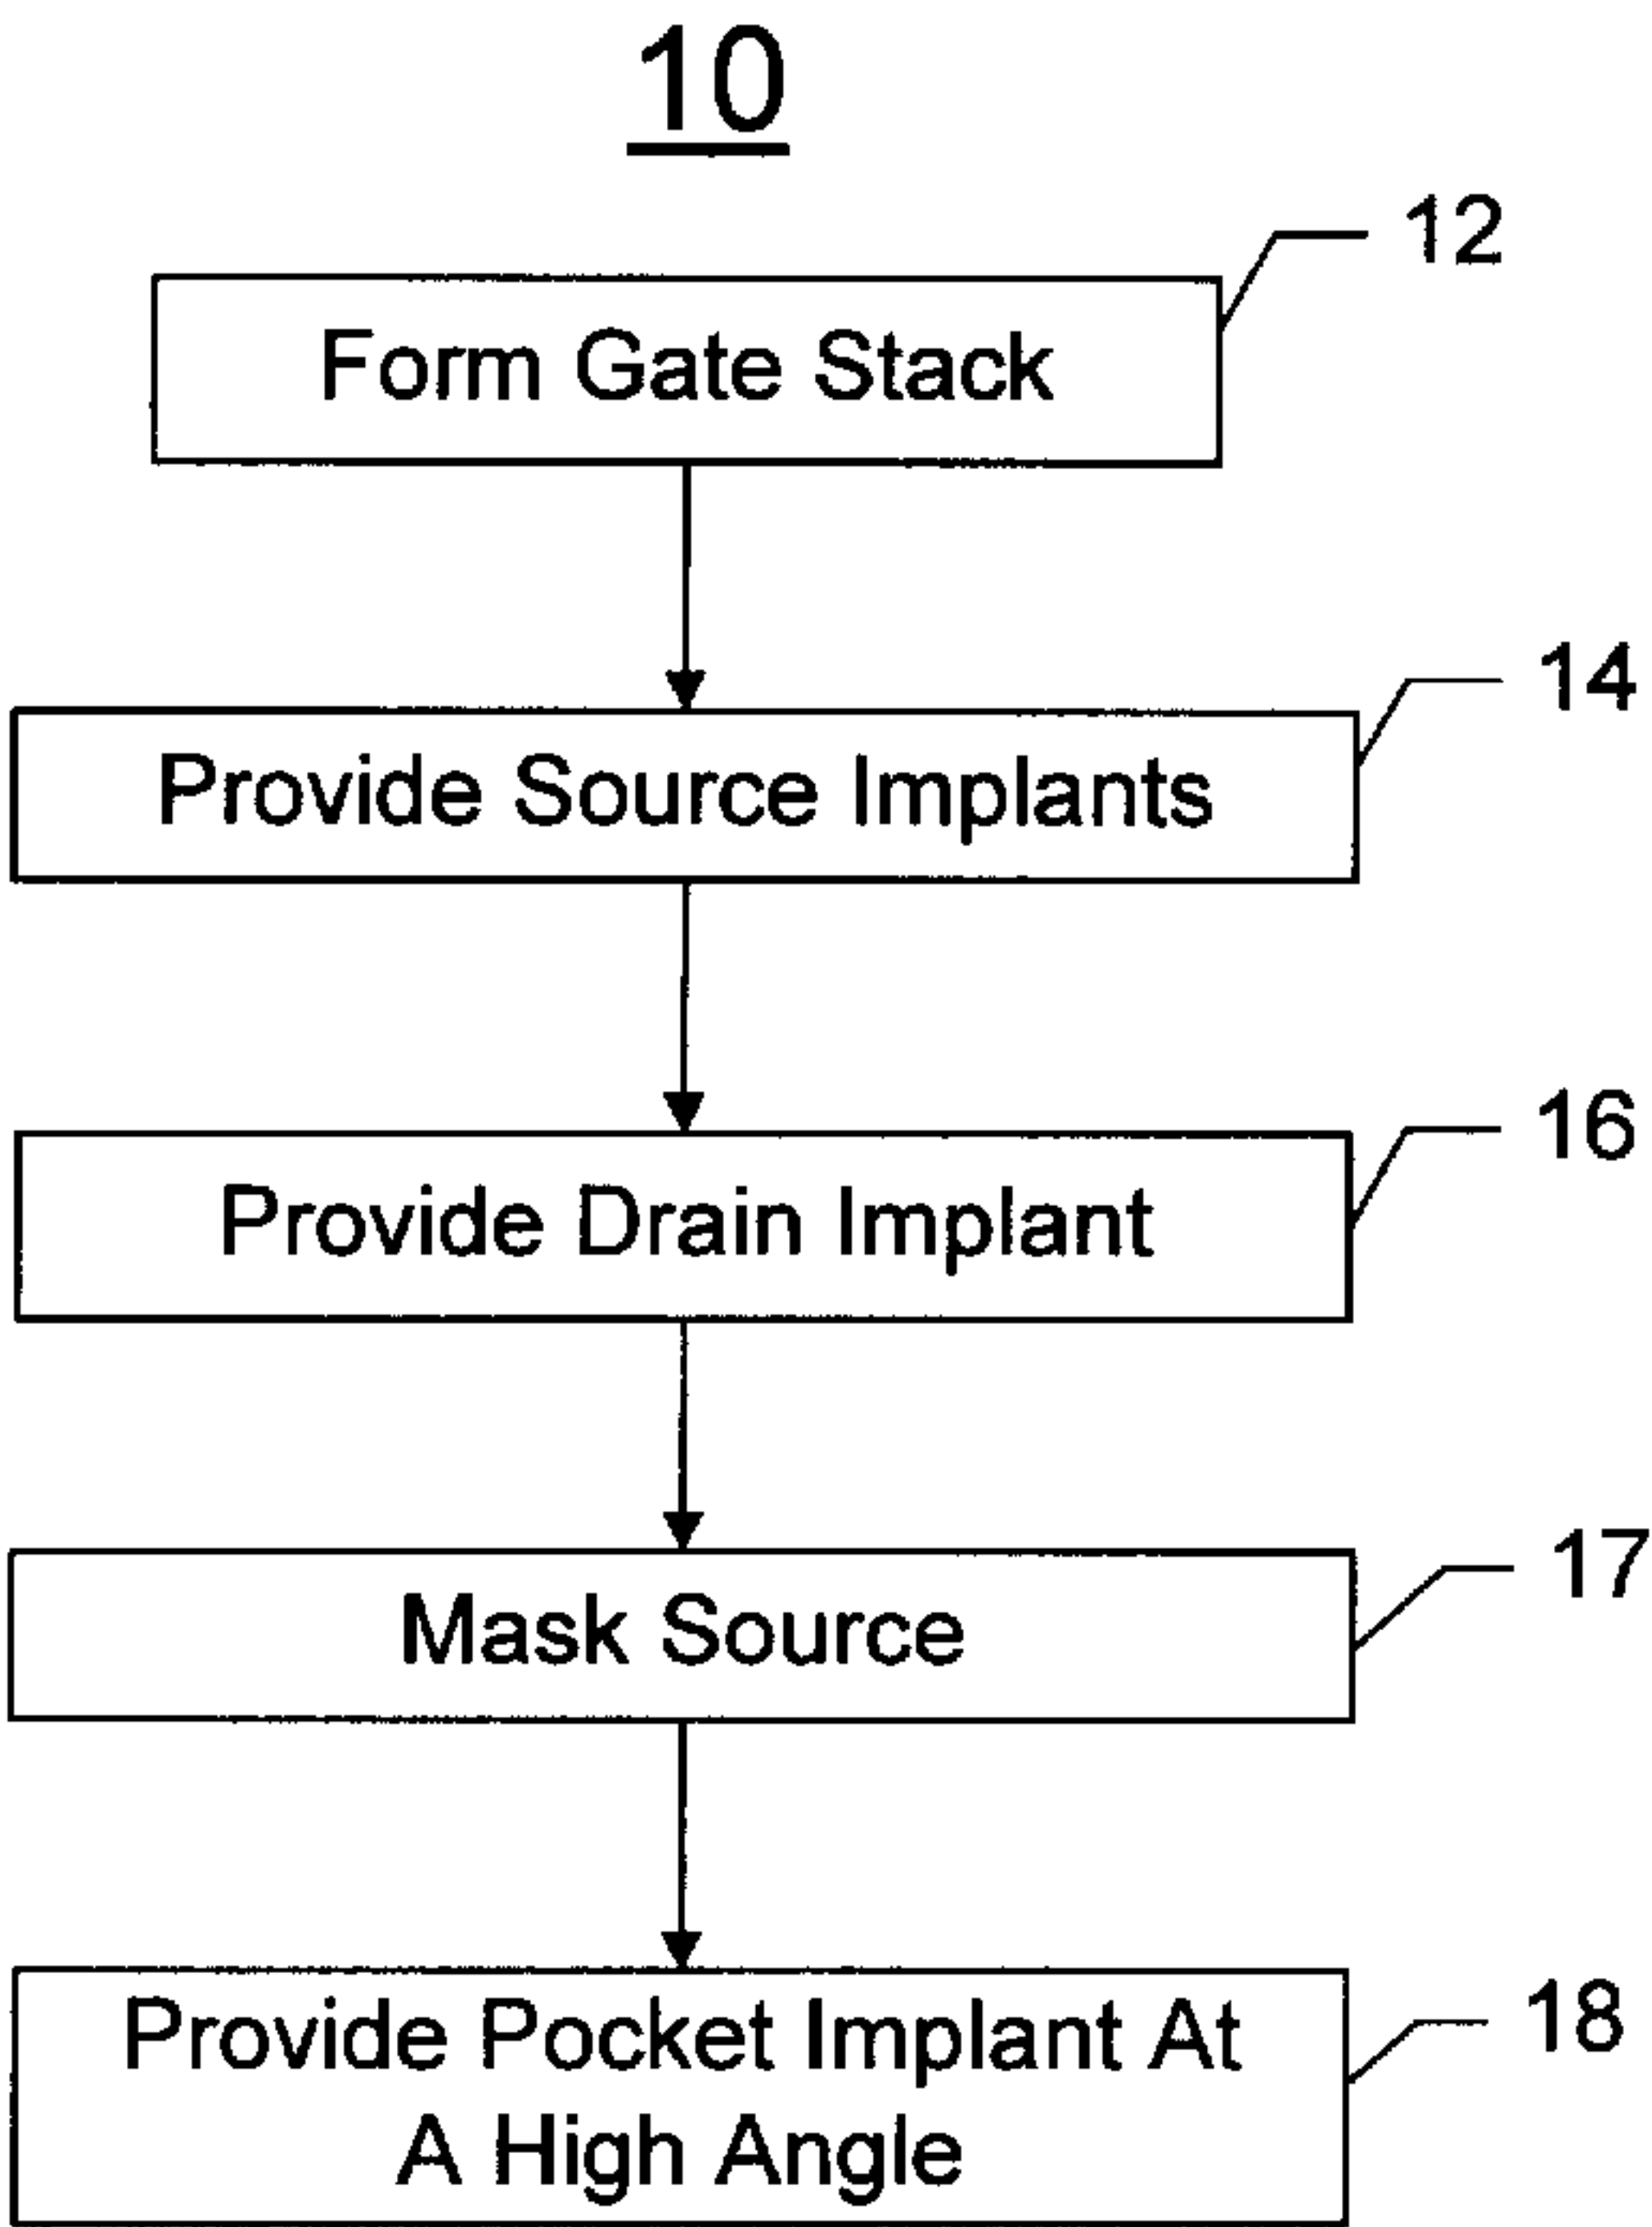 10
12
Form Gate Stack
14
Provide Source Implants
16
Provide Drain Implant
17
Mask Source
18
Provide Pocket Implant At
A High Angle